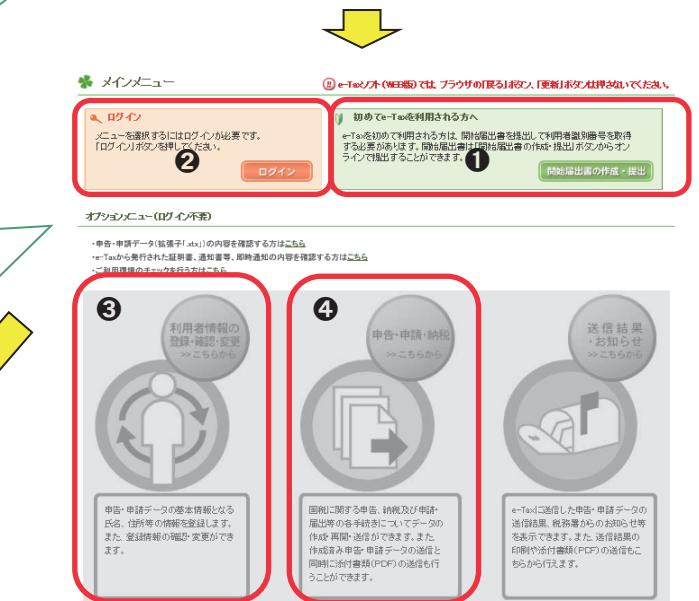 メインメニュー
e-Taxソフト(WEB版)では、ブラウザの「戻る」ボタン、「更新」ボタンは押さないでください。
ログイン
メニューを選択するにはログインが必要です。
「ログイン」ボタンを押してください。
❷
ログイン
初めてe-Taxを利用される方へ
e-Taxを初めて利用される方は、開始届出書を提出して利用者識別番号を取得
する必要があります。開始届出書は「開始届出書の作成・提出」ボタンからオン
ラインで提出することができます。
❶
開始届出書の作成・提出
オプションメニュー(ログイン不要)
・申告・申請データ(拡張子「.xtx」)の内容を確認する方はこちら
・e-Taxから発行された証明書、通知書等、即時通知の内容を確認する方はこちら
・ご利用環境のチェックを行う方はこちら
❸
利用者情報の
登録・確認・変更
>>こちらから
申告・申請データの基本情報となる
氏名、住所等の情報を登録します。
また、登録情報の確認・変更ができ
ます。
❹
申告・申請・納税
>>こちらから
国税に関する申告、納税及び申請・
届出等の各手続きについてデータの
作成・再開・送信ができます。また、
作成済み申告・申請データの送信と
同時に添付書類(PDF)の送信も行
うことができます。
送信結果
・お知らせ
>>こちらから
e-Taxに送信した申告・申請データの
送信結果、税務署からのお知らせ等
を表示できます。また、送信結果の
印刷や添付書類(PDF)の送信もこ
ちらから行えます。